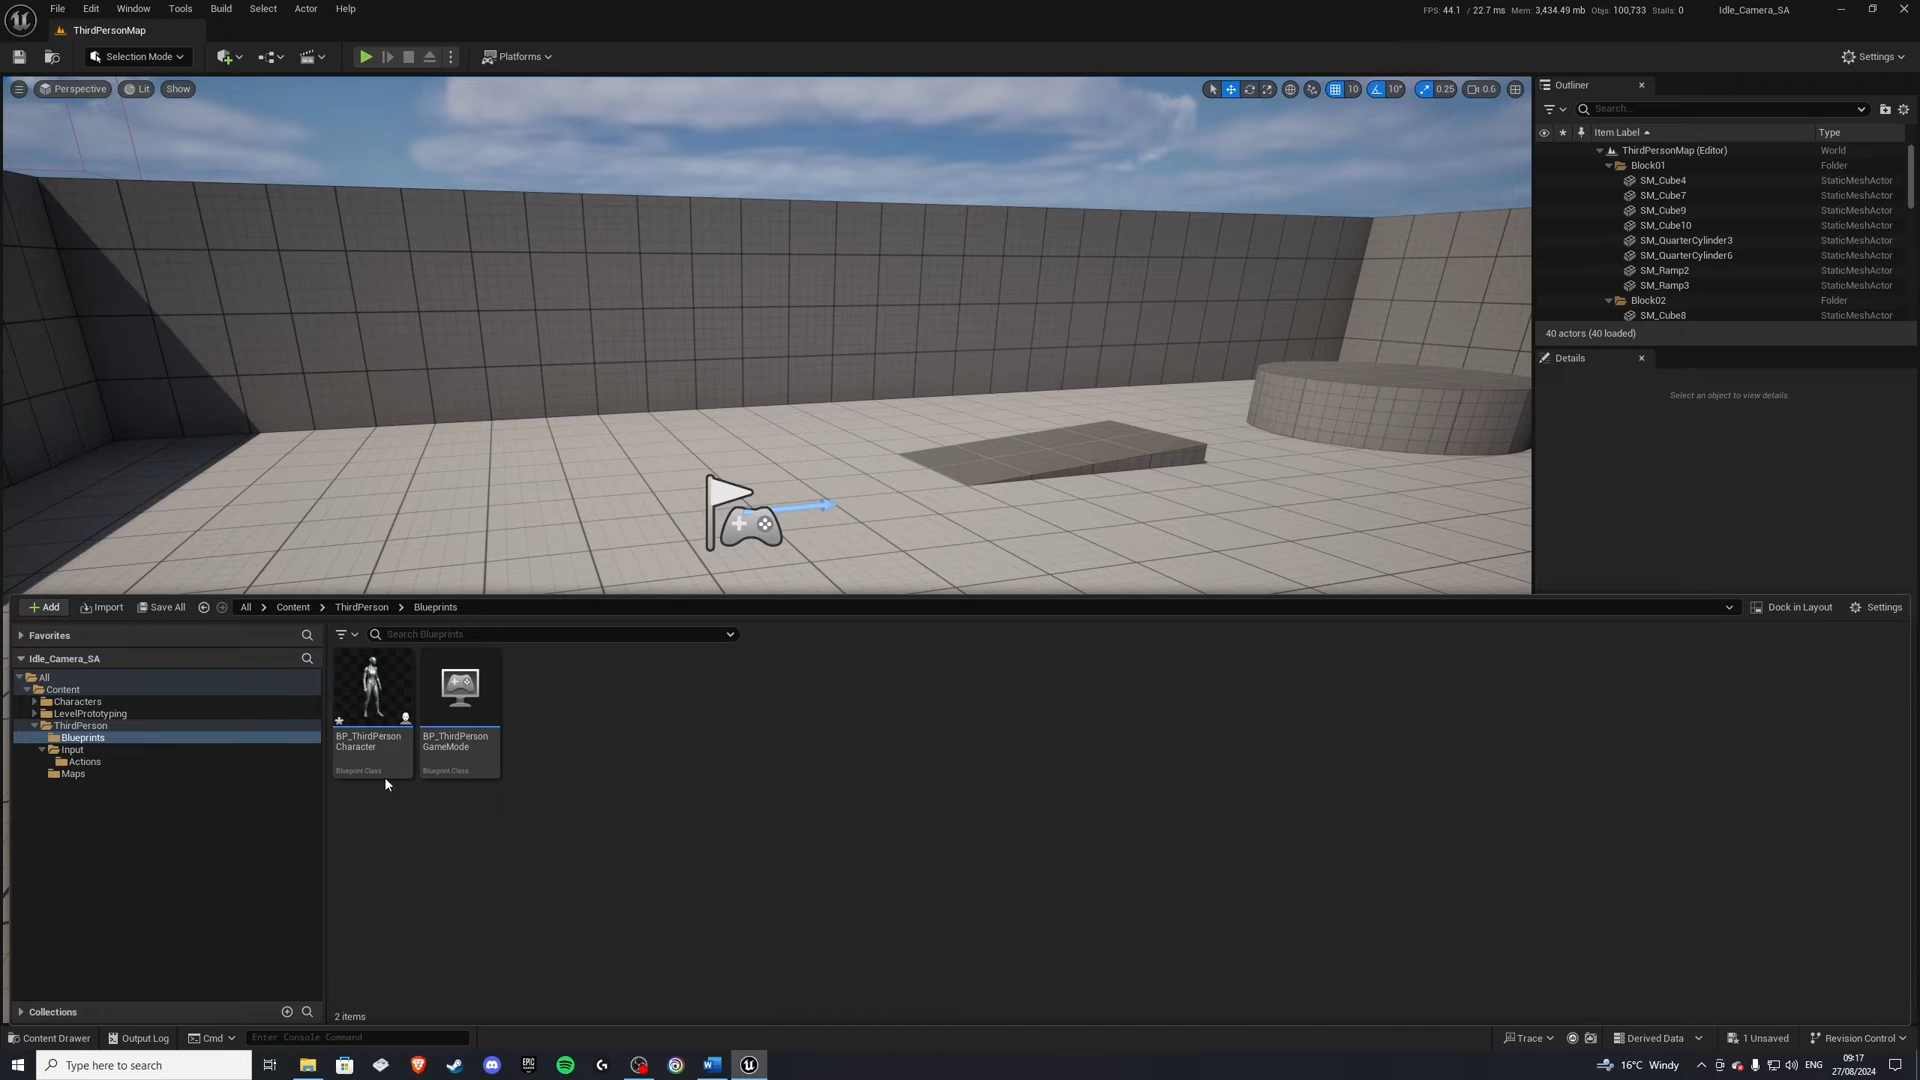 File Edit Window Tools Build Select Actor Help
FPS: 44.1 / 22.7 ms Mem: 3,434.49 mb Objs: 100,733 Stalls: 0 Idle_Camera_SA
ThirdPersonMap
Selection Mode Platforms Settings
Perspective Lit Show 10 10° 0.25 0.6
Outliner
Search...
Item Label Type
ThirdPersonMap (Editor) World
Block01 Folder
SM_Cube4 StaticMeshActor
SM_Cube7 StaticMeshActor
SM_Cube9 StaticMeshActor
SM_Cube10 StaticMeshActor
SM_QuarterCylinder3 StaticMeshActor
SM_QuarterCylinder6 StaticMeshActor
SM_Ramp2 StaticMeshActor
SM_Ramp3 StaticMeshActor
Block02 Folder
SM_Cube8 StaticMeshActor
40 actors (40 loaded)
Details
Select an object to view details.
Add Import Save All All Content ThirdPerson Blueprints Dock in Layout Settings
Favorites
Search Blueprints
Idle_Camera_SA
All
Content
Characters
LevelPrototyping
ThirdPerson
Blueprints
Input
Actions
Maps
BP_ThirdPerson
Character
Blueprint Class
BP_ThirdPerson
GameMode
Blueprint Class
Collections
2 items
Content Drawer Output Log Cmd Enter Console Command Trace Derived Data 1 Unsaved Revision Control
Type here to search
EPIC
GAMES
16°C Windy ENG
09:17
27/08/2024